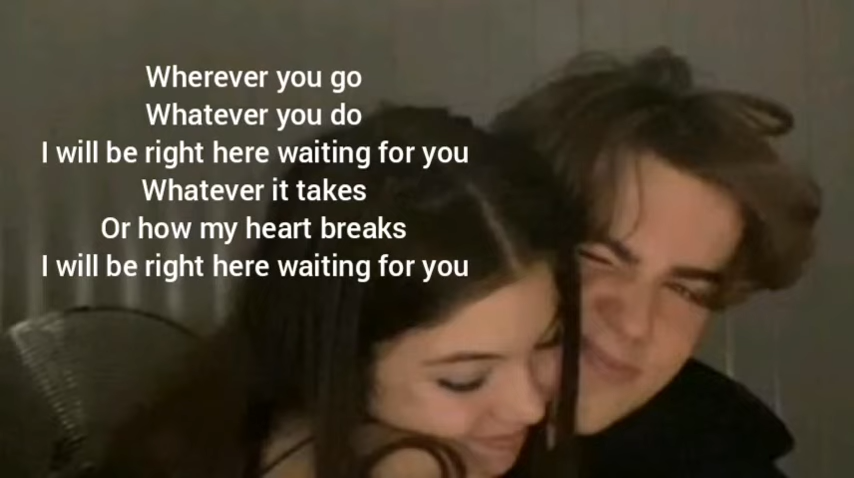 Wherever you go
Whatever you do
I will be right here waiting for you
Whatever it takes
Or how my heart breaks
I will be right here waiting for you